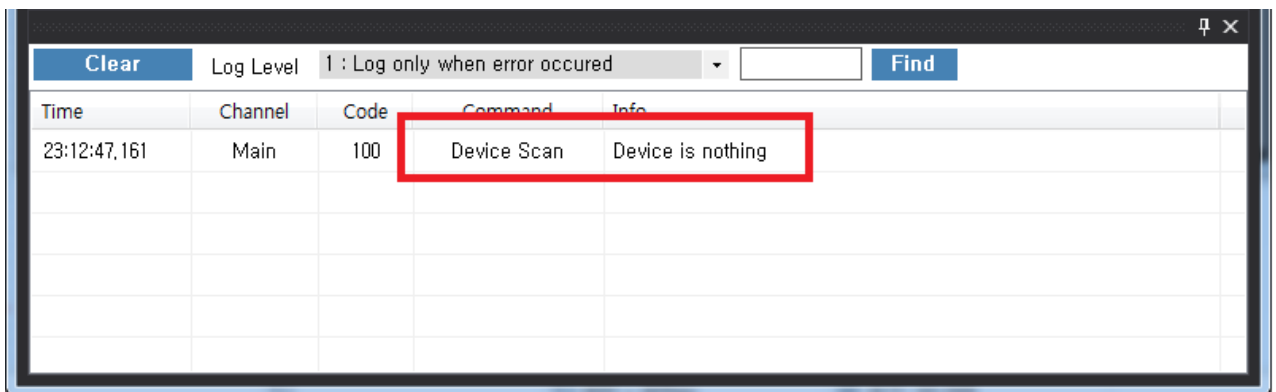 Clear Log Level 1 : Log only when error occured Find
Time Channel Code Command Info
23:12:47,161 Main 100 Device Scan Device is nothing